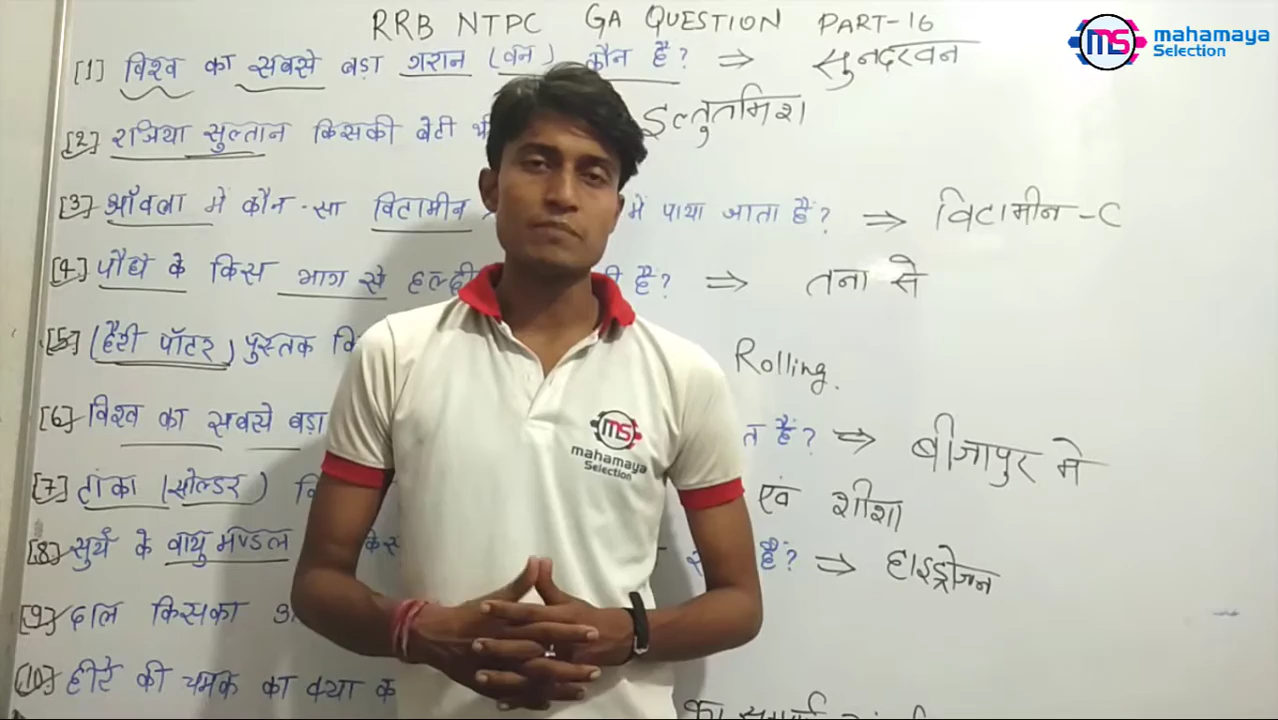 RRB NTPC GA QUESTION PART-16
mahamaya
Selection
[1] विश्व का सबसे बड़ा गरान (वन) कौन है? ⇒ सुन्दरवन
[2] रजिया सुल्तान किसकी बेटी थी इल्तुतमिश
[3] आँवला में कौन-सा विटामीन में पाया जाता है? ⇒ विटामीन-C
[4] पौधे के किस भाग से हल्दी है? ⇒ तना से
[5] (हैरी पॉटर) पुस्तक Rolling.
[6] विश्व का सबसे बड़ा है? ⇒ बीजापुर मे
[7] टांका (सोल्डर) एवं शीशा
[8] सुर्य के वायु मण्डल है? ⇒ हाइड्रोजन
[9] दाल किसका
[10] हीरे की चमक का क्या
ms
mahamaya
Selection